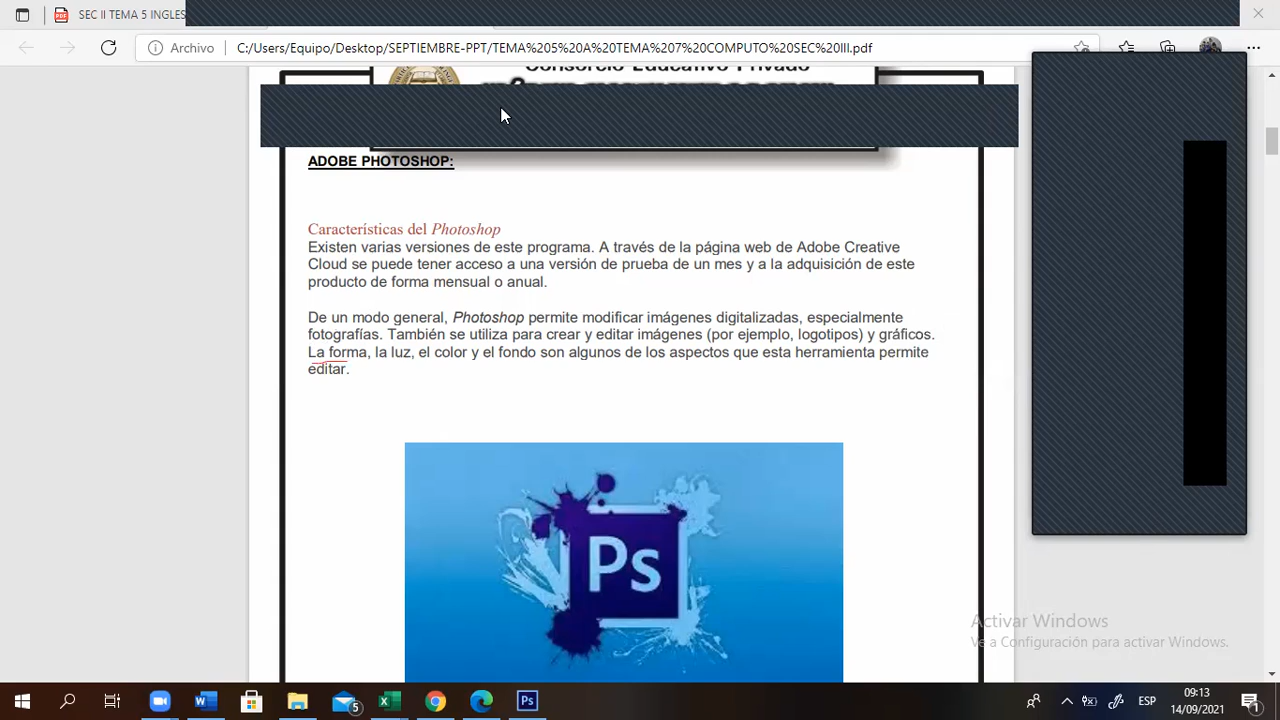 SEC II TEMA 5 INGLES
Archivo
C:/Users/Equipo/Desktop/SEPTIEMBRE-PPT/TEMA%205%20A%20TEMA%207%20COMPUTO%20SEC%20III.pdf
Consorcio Educativo Privado
ADOBE PHOTOSHOP:
Características del Photoshop
Existen varias versiones de este programa. A través de la página web de Adobe Creative
Cloud se puede tener acceso a una versión de prueba de un mes y a la adquisición de este
producto de forma mensual o anual.
De un modo general, Photoshop permite modificar imágenes digitalizadas, especialmente
fotografías. También se utiliza para crear y editar imágenes (por ejemplo, logotipos) y gráficos.
La forma, la luz, el color y el fondo son algunos de los aspectos que esta herramienta permite
editar.
Ps
Activar Windows
Ve a Configuración para activar Windows.
5
Ps
ESP
09:13
14/09/2021
1